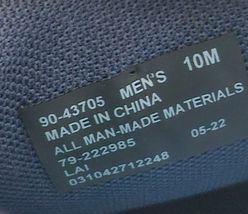 90-43705 MEN'S 10M
MADE IN CHINA
ALL MAN-MADE MATERIALS
79-222985 05-22
LAI
031042712248